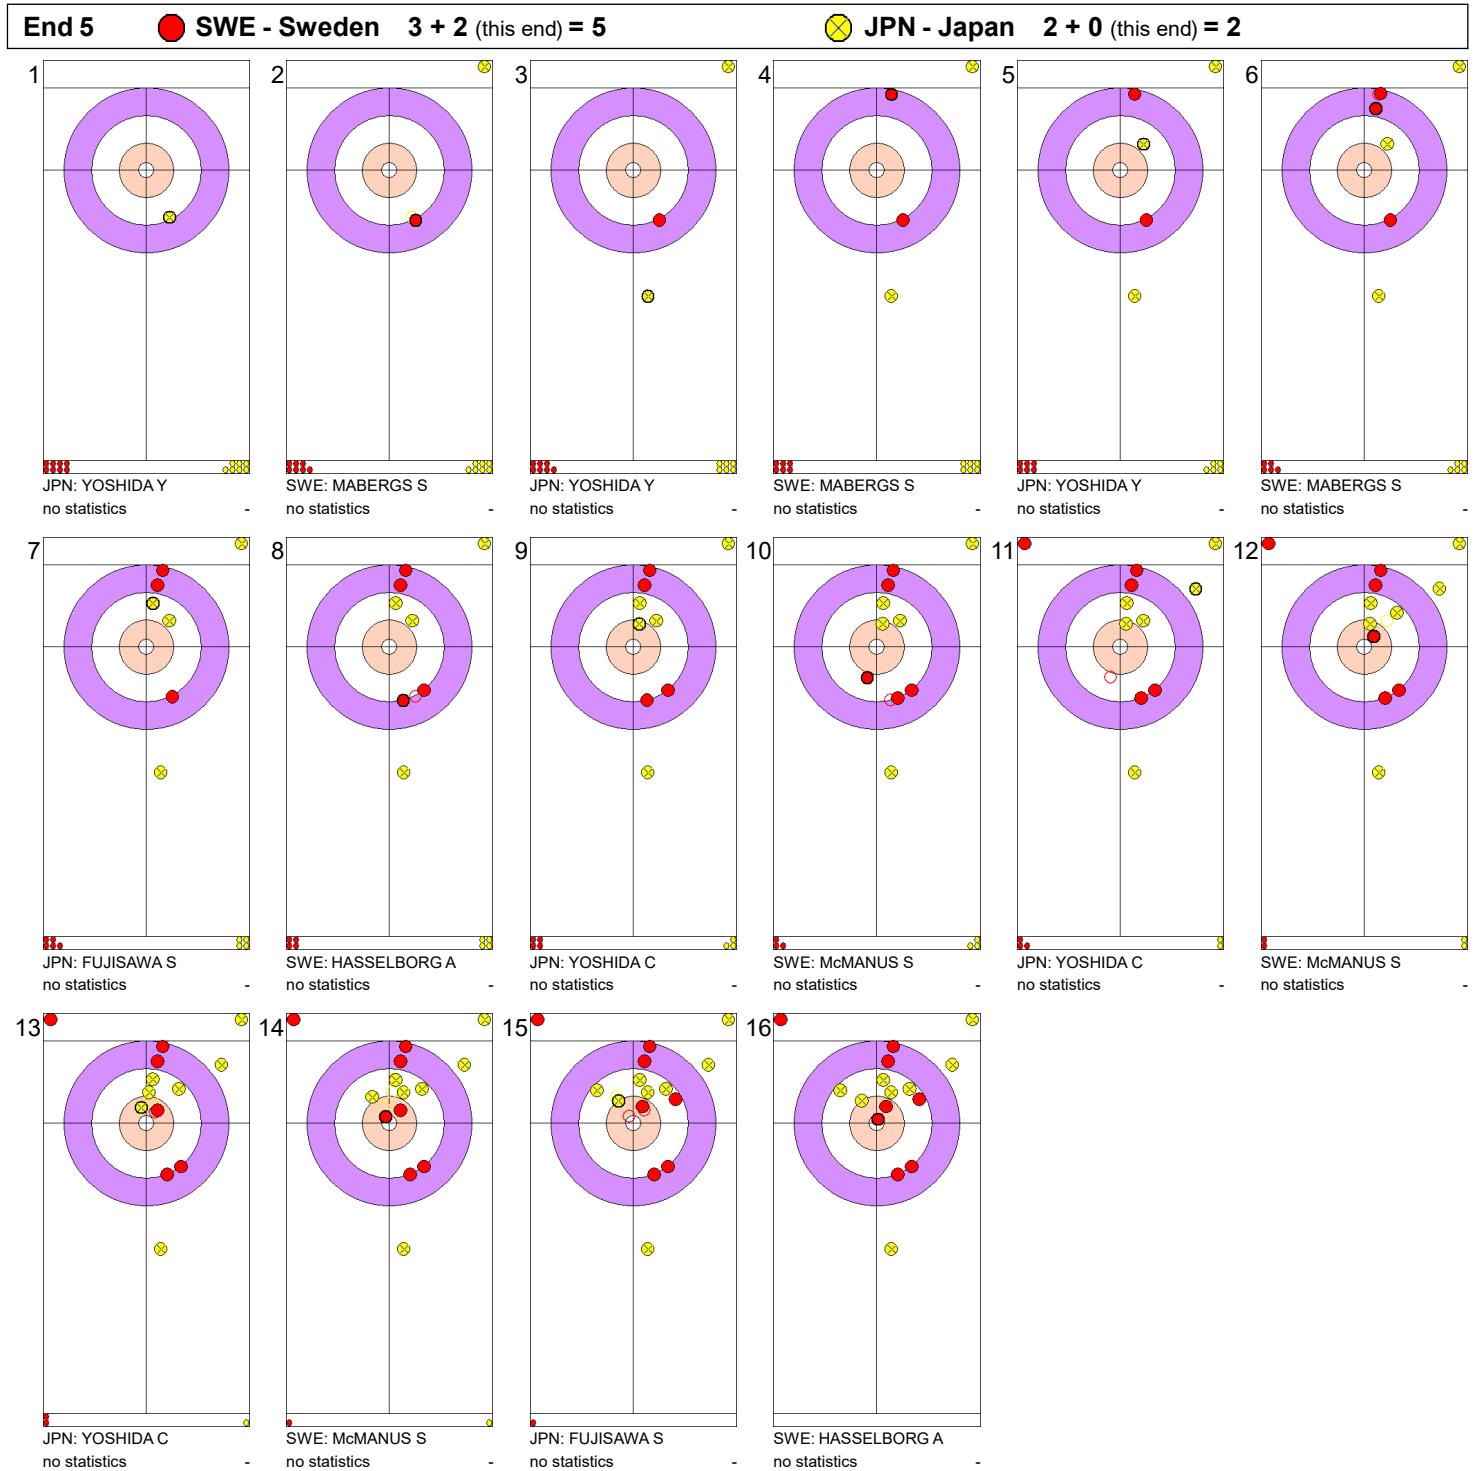 End 5 SWE - Sweden 3 + 2 (this end) = 5 JPN - Japan 2 + 0 (this end) = 2
1 2 3 4 5 6
JPN: YOSHIDA Y SWE: MABERGS S JPN: YOSHIDA Y SWE: MABERGS S JPN: YOSHIDA Y SWE: MABERGS S
no statistics - no statistics - no statistics - no statistics - no statistics - no statistics -
7 8 9 10 11 12
JPN: FUJISAWA S SWE: HASSELBORG A JPN: YOSHIDA C SWE: McMANUS S JPN: YOSHIDA C SWE: McMANUS S
no statistics - no statistics - no statistics - no statistics - no statistics - no statistics -
13 14 15 16
JPN: YOSHIDA C SWE: McMANUS S JPN: FUJISAWA S SWE: HASSELBORG A
no statistics - no statistics - no statistics - no statistics -